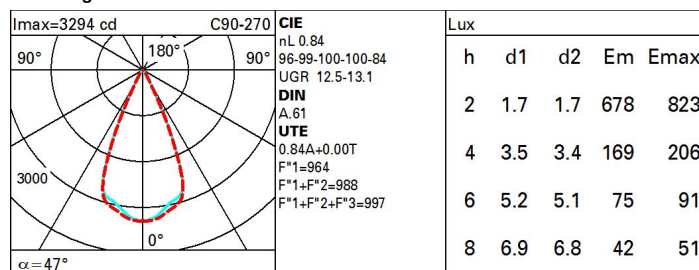 Imax=3294 cd C90-270
90° 180° 90°
3000
0°
α=47°
CIE
nL 0.84
96-99-100-100-84
UGR 12.5-13.1
DIN
A.61
UTE
0.84A+0.00T
F"1=964
F"1+F"2=988
F"1+F"2+F"3=997
Lux
h d1 d2 Em Emax
2 1.7 1.7 678 823
4 3.5 3.4 169 206
6 5.2 5.1 75 91
8 6.9 6.8 42 51